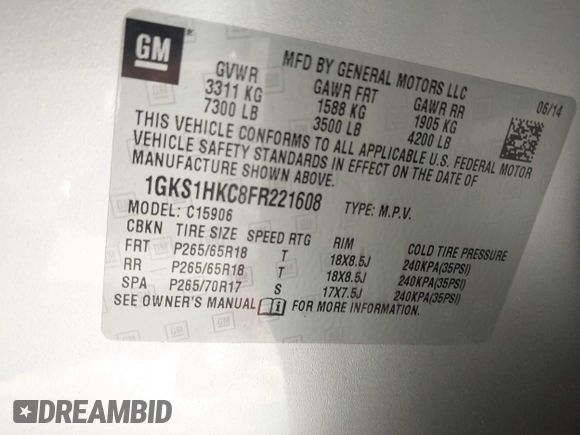 GM
MFD BY GENERAL MOTORS LLC
06/14
GVWR GAWR FRT GAWR RR
3311 KG 1588 KG 1905 KG
7300 LB 3500 LB 4200 LB
THIS VEHICLE CONFORMS TO ALL APPLICABLE U.S. FEDERAL MOTOR
VEHICLE SAFETY STANDARDS IN EFFECT ON THE DATE OF
MANUFACTURE SHOWN ABOVE.
1GKS1HKC8FR221608 TYPE: M.P.V.
MODEL: C15906
CBKN TIRE SIZE SPEED RTG RIM COLD TIRE PRESSURE
FRT P265/65R18 T 18X8.5J 240KPA(35PSI)
RR P265/65R18 T 18X8.5J 240KPA(35PSI)
SPA P265/70R17 S 17X7.5J 240KPA(35PSI)
SEE OWNER'S MANUAL FOR MORE INFORMATION.
DREAMBID